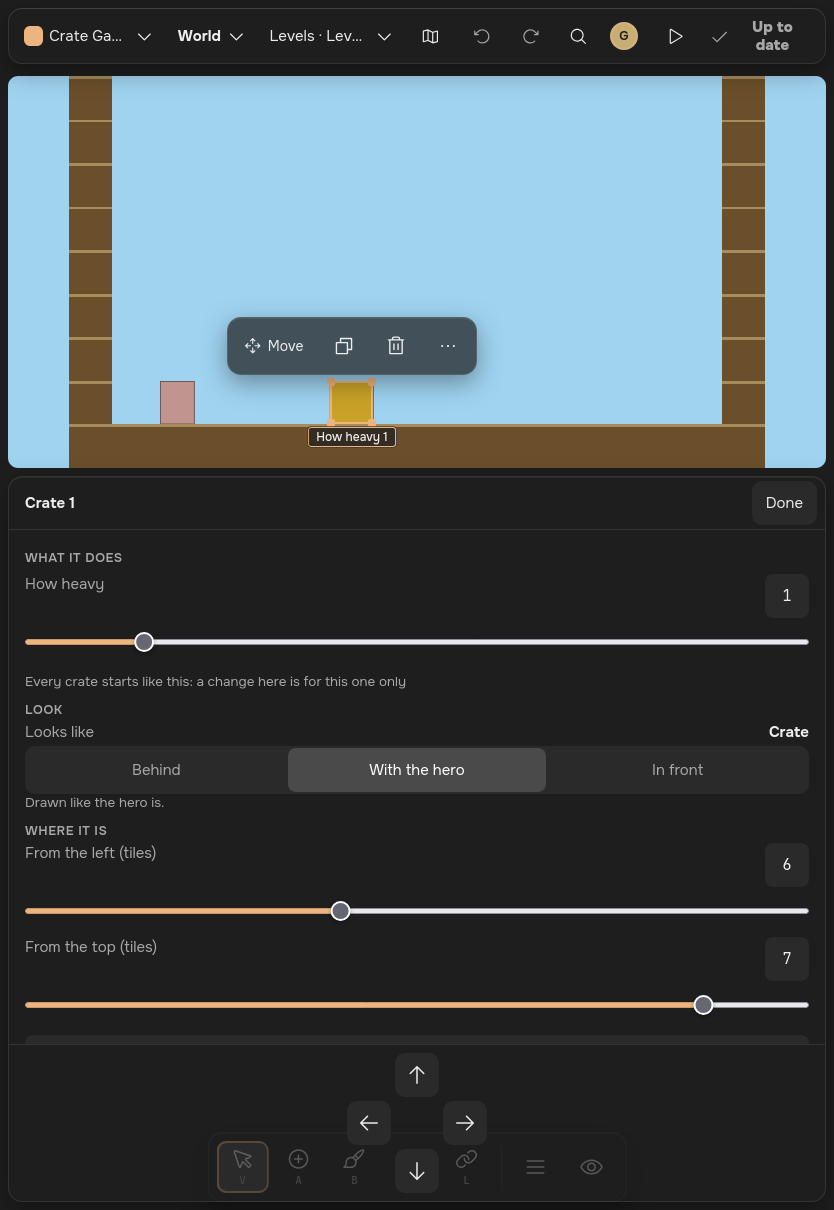 Crate Ga...
World
Levels · Lev...
G
Up to date
Move
How heavy 1
Crate 1
Done
WHAT IT DOES
How heavy
1
Every crate starts like this: a change here is for this one only
LOOK
Looks like
Crate
Behind
With the hero
In front
Drawn like the hero is.
WHERE IT IS
From the left (tiles)
6
From the top (tiles)
7
V
A
B
L